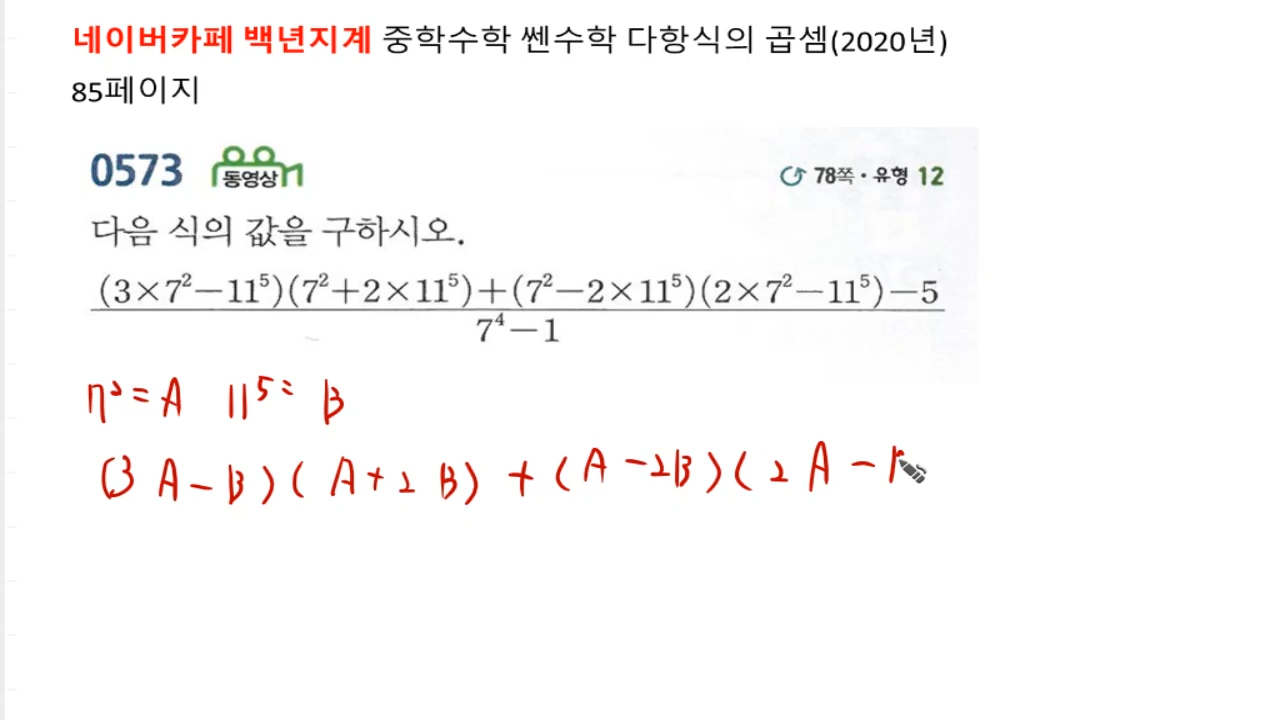 네이버카페 백년지계 중학수학 쎈수학 다항식의 곱셈(2020년)
85페이지
0573 동영상 78쪽 • 유형 12
다음 식의 값을 구하시오.
(3×7²−11⁵)(7²+2×11⁵)+(7²−2×11⁵)(2×7²−11⁵)−5
7⁴−1
7²=A 11⁵= B
(3A-B)(A+2B)+(A-2B)(2A-